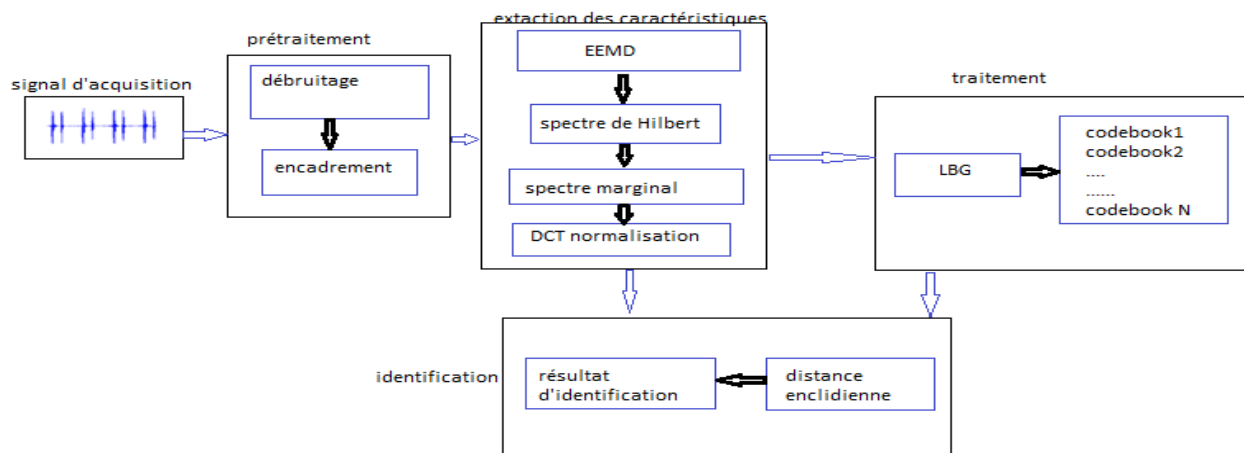 signal d'acquisition
prétraitement
débruitage
encadrement
extaction des caractéristiques
EEMD
spectre de Hilbert
spectre marginal
DCT normalisation
traitement
LBG
codebook1
codebook2
....
......
codebook N
identification
résultat
d'identification
distance
enclidienne